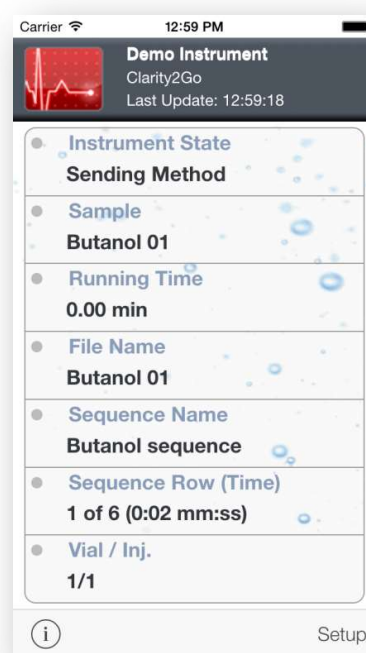 Carrier 12:59 PM
Demo Instrument
Clarity2Go
Last Update: 12:59:18
Instrument State
Sending Method
Sample
Butanol 01
Running Time
0.00 min
File Name
Butanol 01
Sequence Name
Butanol sequence
Sequence Row (Time)
1 of 6 (0:02 mm:ss)
Vial / Inj.
1/1
i Setup